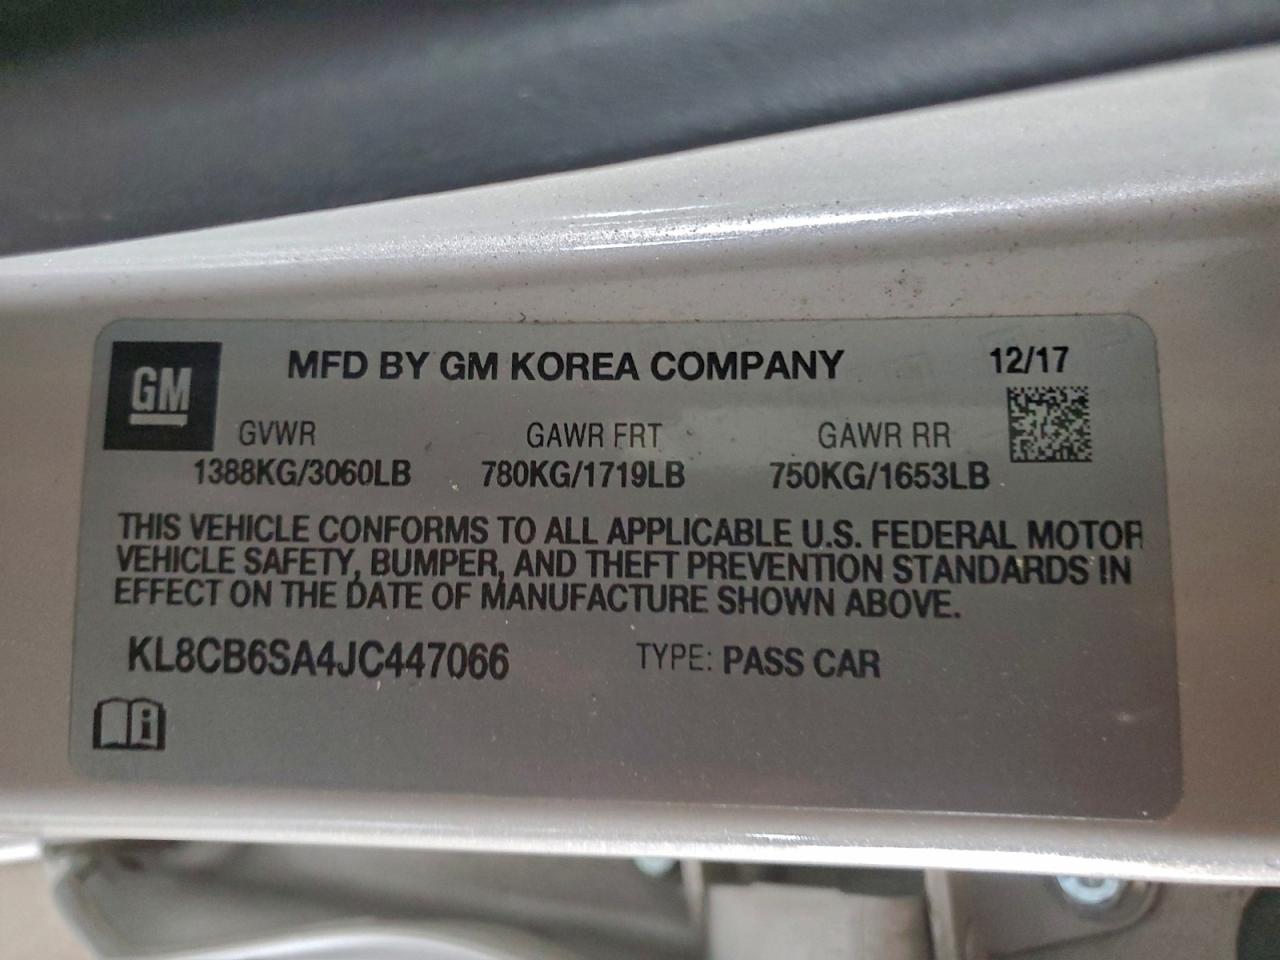 GM
MFD BY GM KOREA COMPANY
12/17
GVWR
GAWR FRT
GAWR RR
1388KG/3060LB
780KG/1719LB
750KG/1653LB
THIS VEHICLE CONFORMS TO ALL APPLICABLE U.S. FEDERAL MOTOR
VEHICLE SAFETY, BUMPER, AND THEFT PREVENTION STANDARDS IN
EFFECT ON THE DATE OF MANUFACTURE SHOWN ABOVE.
KL8CB6SA4JC447066
TYPE: PASS CAR
i